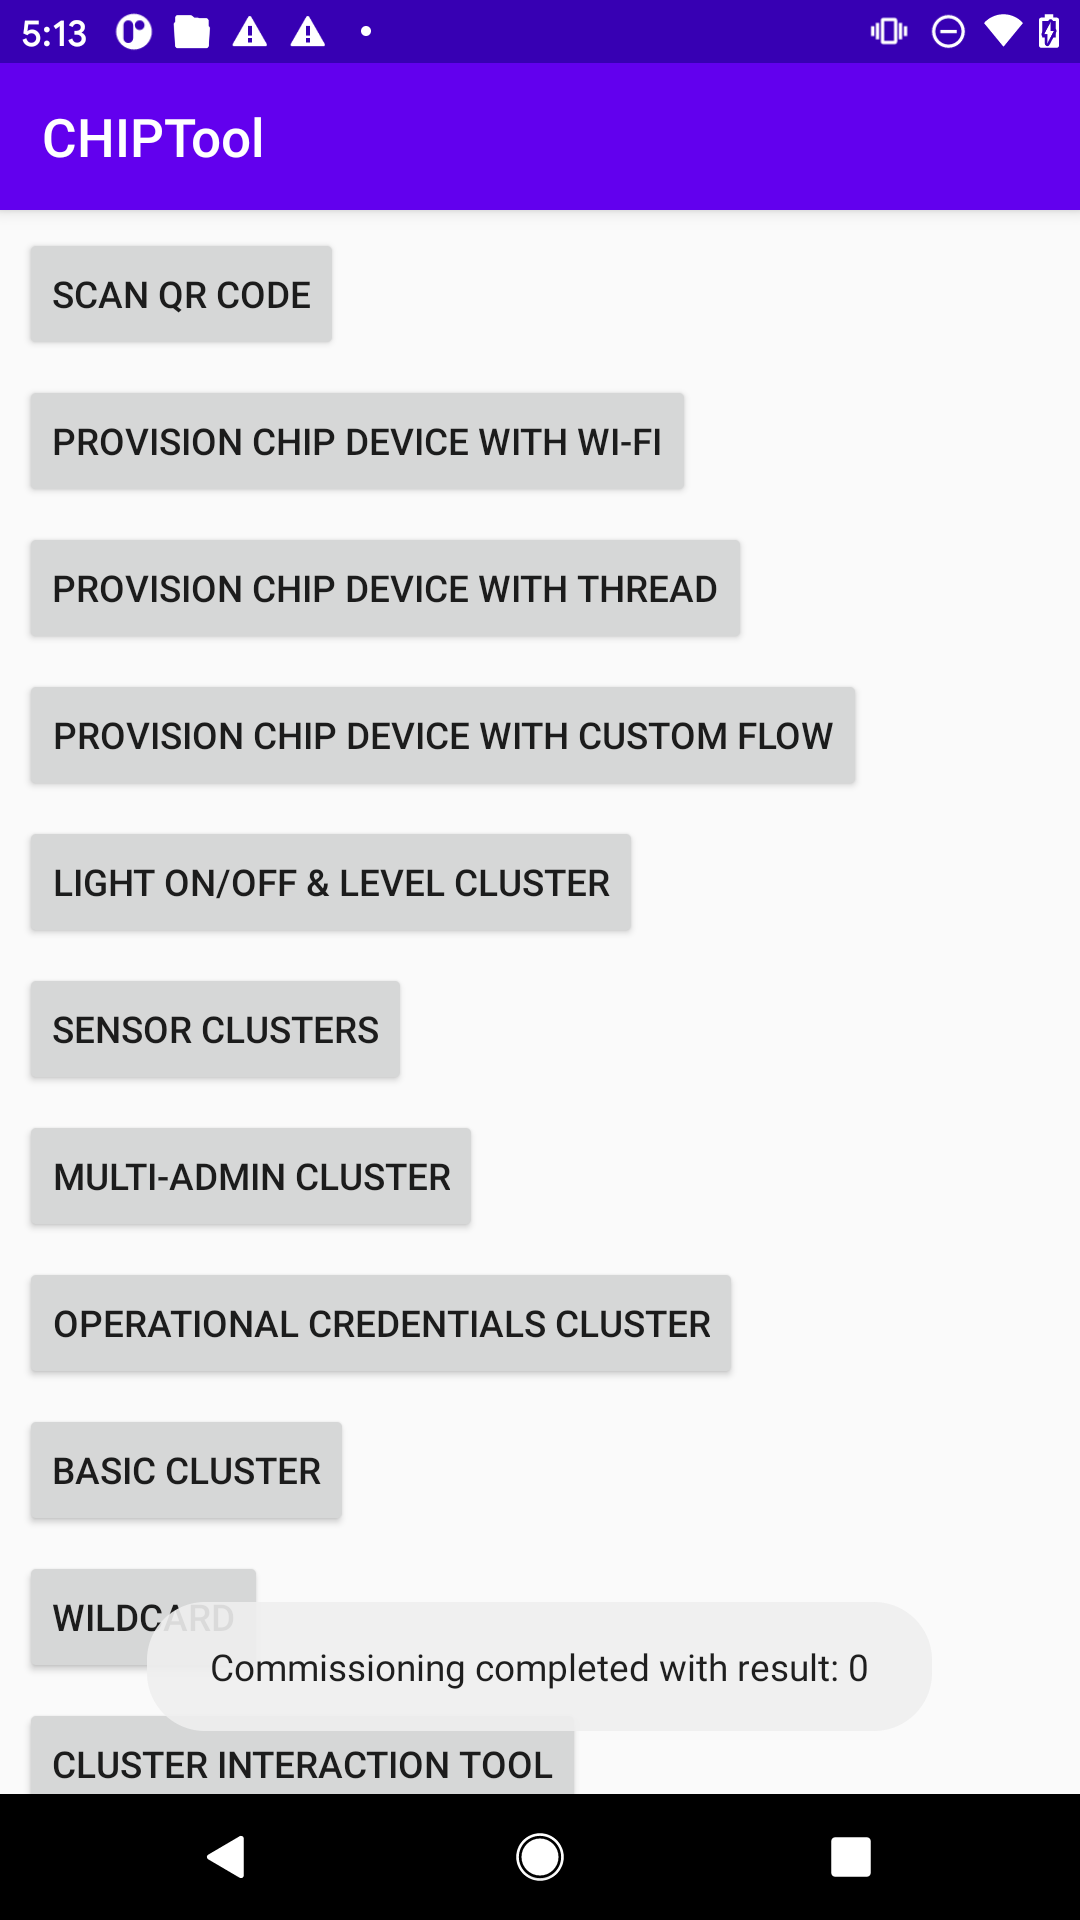 5:13
CHIPTool
SCAN QR CODE
PROVISION CHIP DEVICE WITH WI-FI
PROVISION CHIP DEVICE WITH THREAD
PROVISION CHIP DEVICE WITH CUSTOM FLOW
LIGHT ON/OFF & LEVEL CLUSTER
SENSOR CLUSTERS
MULTI-ADMIN CLUSTER
OPERATIONAL CREDENTIALS CLUSTER
BASIC CLUSTER
WILDCARD
Commissioning completed with result: 0
CLUSTER INTERACTION TOOL